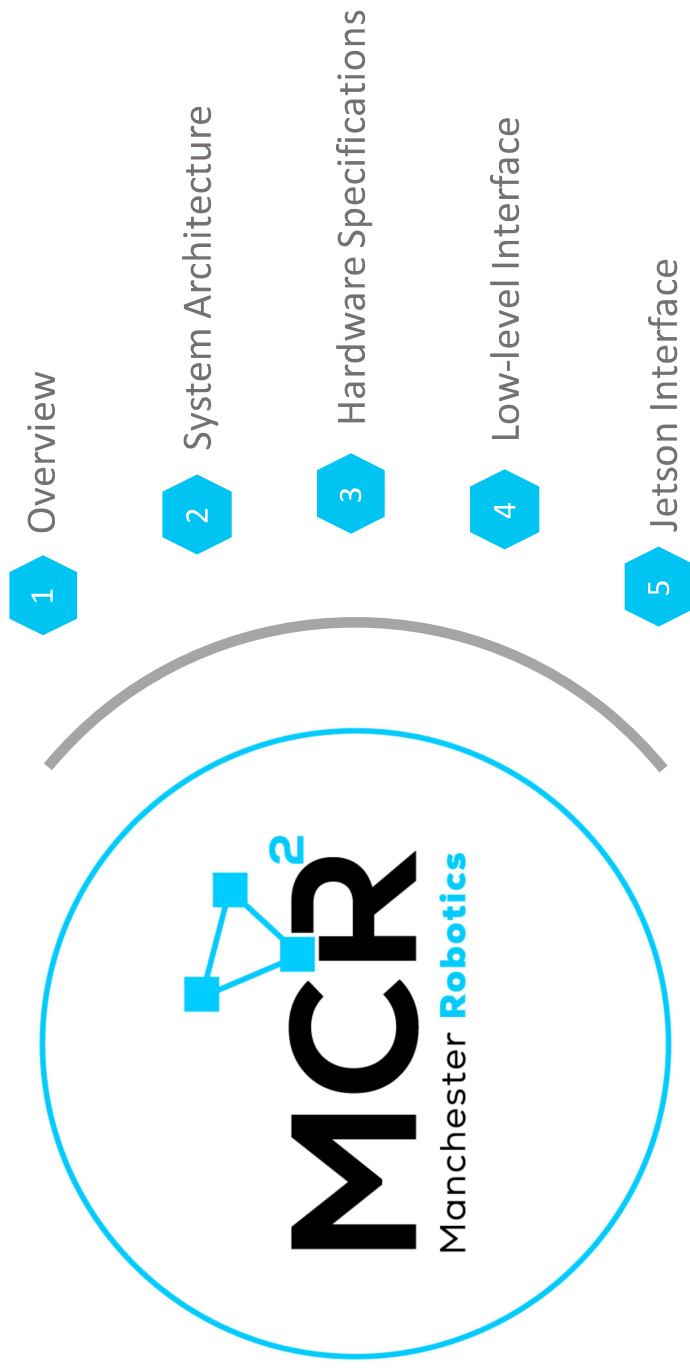 MCR²
Manchester Robotics
1 Overview
2 System Architecture
3 Hardware Specifications
4 Low-level Interface
5 Jetson Interface